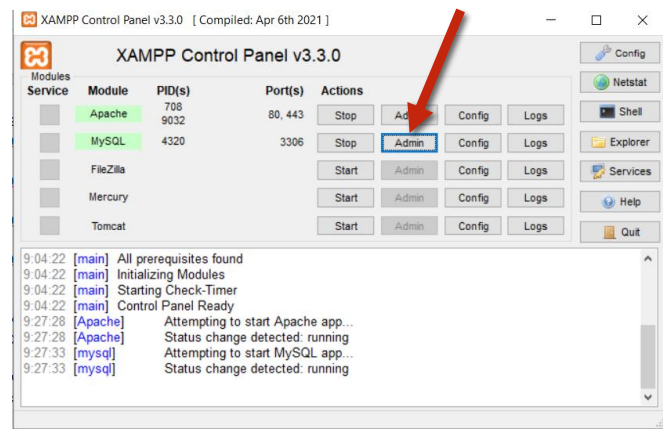 XAMPP Control Panel v3.3.0 [ Compiled: Apr 6th 2021 ]
XAMPP Control Panel v3.3.0
Config
Modules
Service Module PID(s) Port(s) Actions
Netstat
Apache 708 9032 80, 443 Stop Config Logs
Shell
MySQL 4320 3306 Stop Admin Config Logs
Explorer
FileZilla Start Admin Config Logs
Services
Mercury Start Admin Config Logs
Help
Tomcat Start Admin Config Logs
Quit
9:04:22 [main] All prerequisites found
9:04:22 [main] Initializing Modules
9:04:22 [main] Starting Check-Timer
9:04:22 [main] Control Panel Ready
9:27:28 [Apache] Attempting to start Apache app...
9:27:28 [Apache] Status change detected: running
9:27:33 [mysql] Attempting to start MySQL app...
9:27:33 [mysql] Status change detected: running